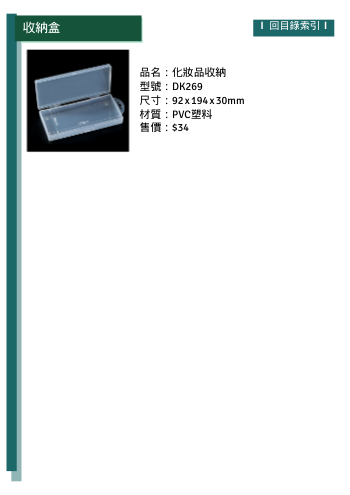 收納盒
回目錄索引
品名：化妝品收納
型號：DK269
尺寸：92x194x30mm
材質：PVC塑料
售價：$34